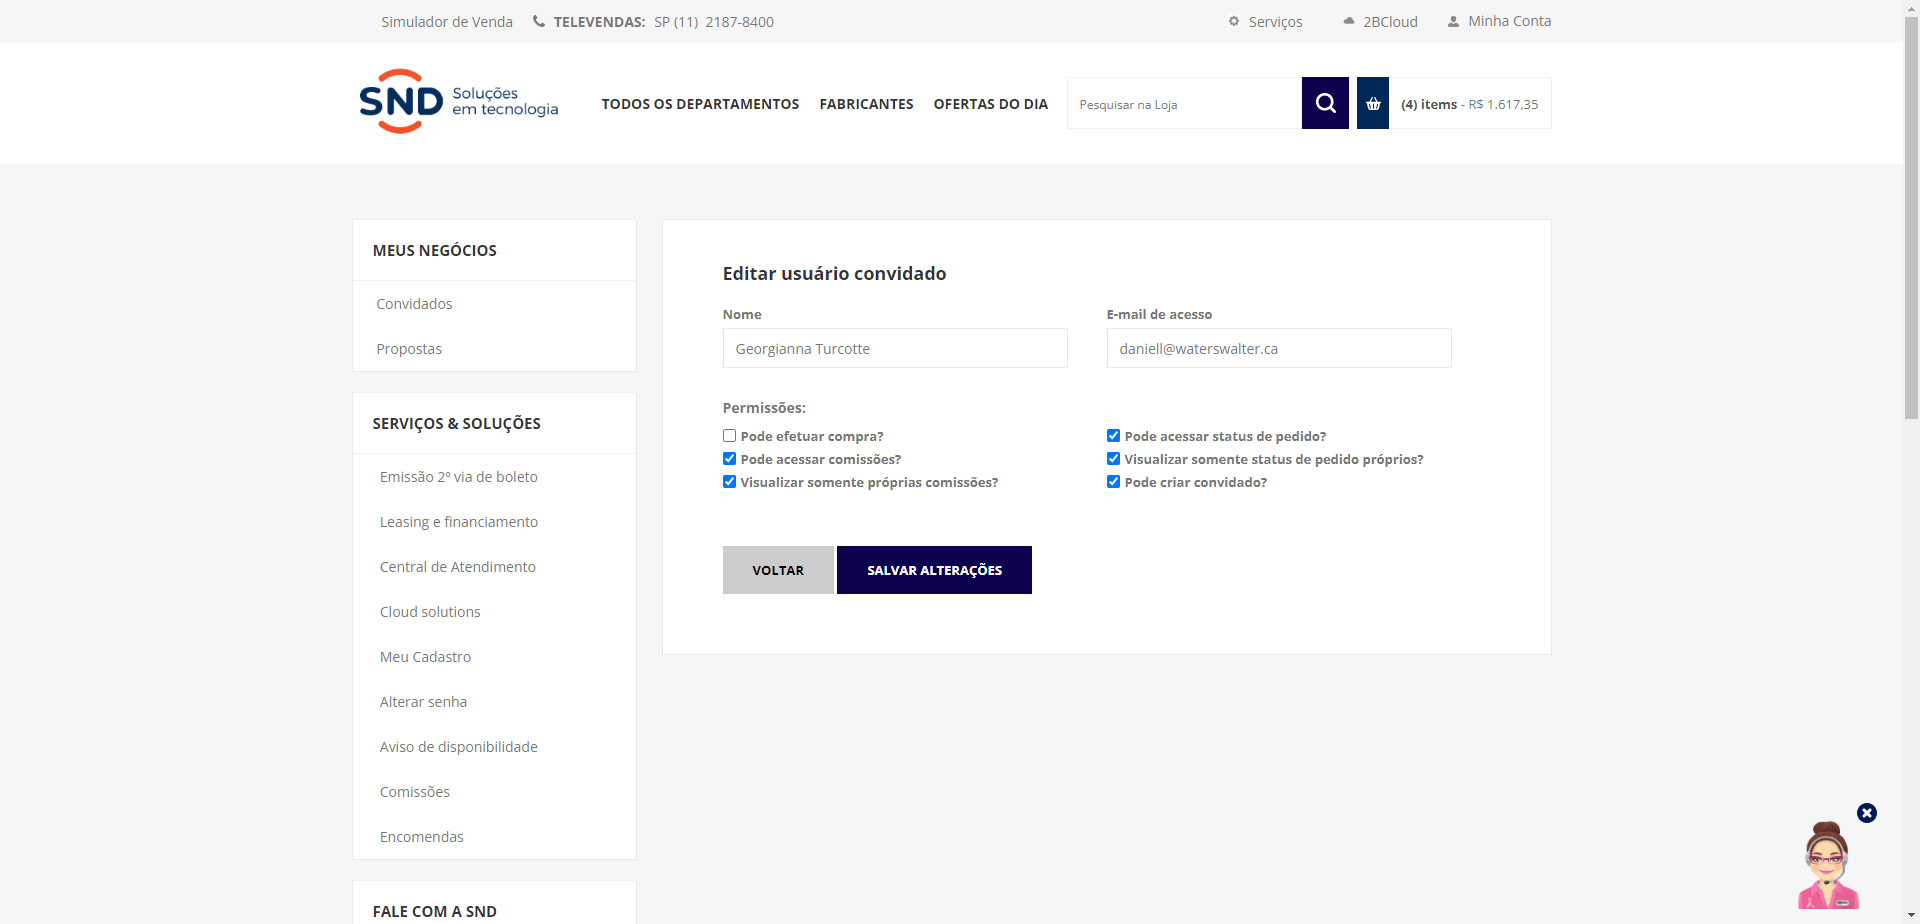 Simulador de Venda TELEVENDAS: SP (11) 2187-8400 Serviços 2BCloud Minha Conta
SND Soluções
em tecnologia
TODOS OS DEPARTAMENTOS FABRICANTES OFERTAS DO DIA Pesquisar na Loja (4) items - R$ 1.617,35
MEUS NEGÓCIOS
Convidados
Propostas
SERVIÇOS & SOLUÇÕES
Emissão 2º via de boleto
Leasing e financiamento
Central de Atendimento
Cloud solutions
Meu Cadastro
Alterar senha
Aviso de disponibilidade
Comissões
Encomendas
FALE COM A SND
Editar usuário convidado
Nome E-mail de acesso
Georgianna Turcotte daniell@waterswalter.ca
Permissões:
Pode efetuar compra? Pode acessar status de pedido?
Pode acessar comissões? Visualizar somente status de pedido próprios?
Visualizar somente próprias comissões? Pode criar convidado?
VOLTAR SALVAR ALTERAÇÕES